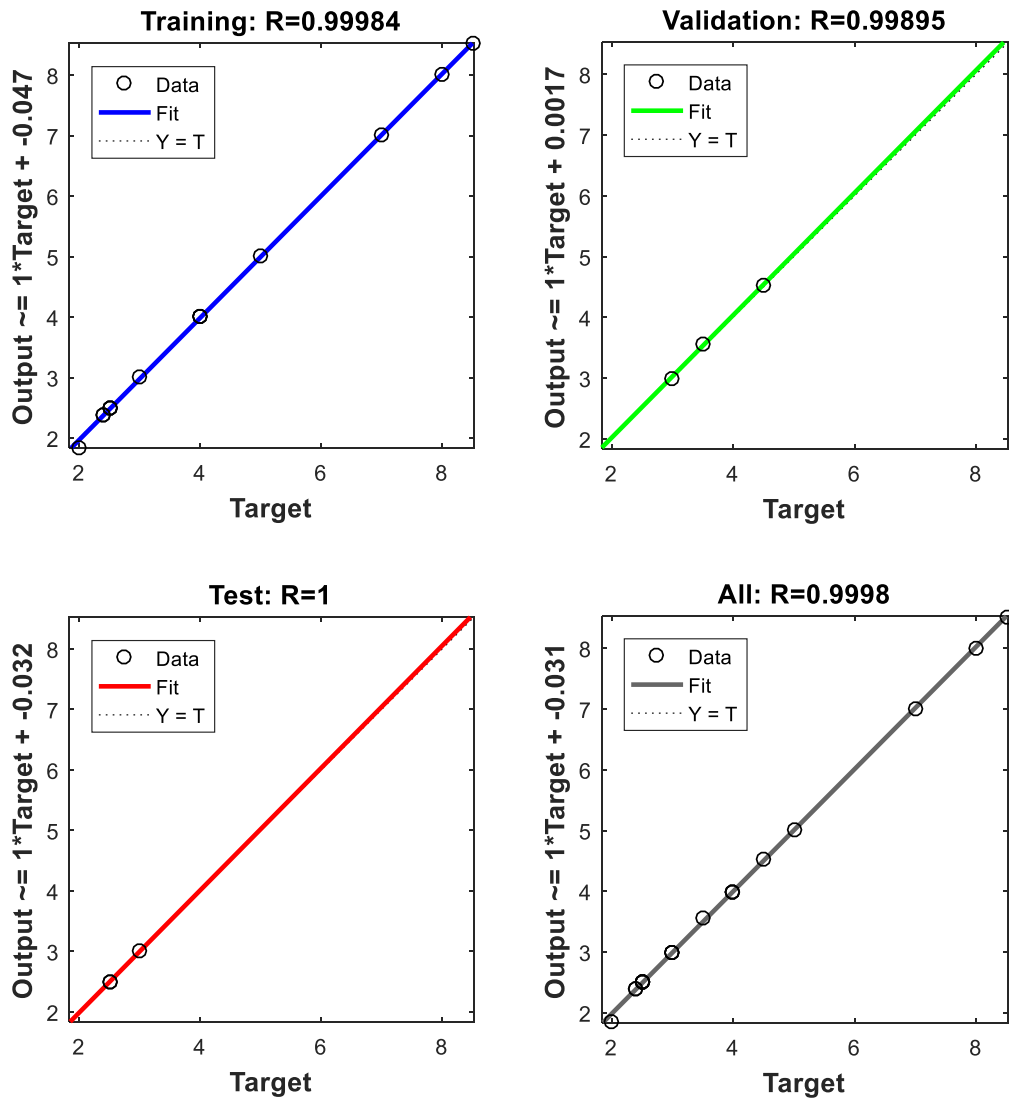 Training: R=0.99984
Output ~= 1*Target + -0.047
8
7
6
5
4
3
2
Data
Fit
Y = T
2
4
6
8
Target
Validation: R=0.99895
Output ~= 1*Target + 0.0017
8
7
6
5
4
3
2
Data
Fit
Y = T
2
4
6
8
Target
Test: R=1
Output ~= 1*Target + -0.032
8
7
6
5
4
3
2
Data
Fit
Y = T
2
4
6
8
Target
All: R=0.9998
Output ~= 1*Target + -0.031
8
7
6
5
4
3
2
Data
Fit
Y = T
2
4
6
8
Target